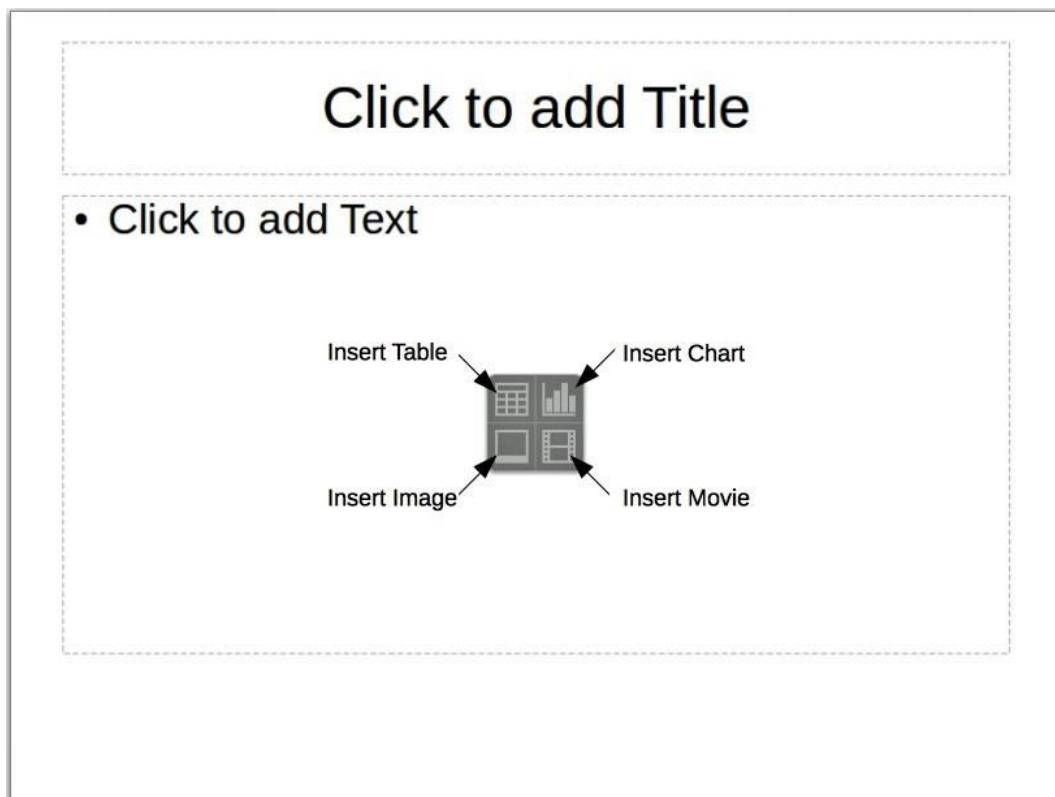 Click to add Title
• Click to add Text
Insert Table
Insert Chart
Insert Image
Insert Movie